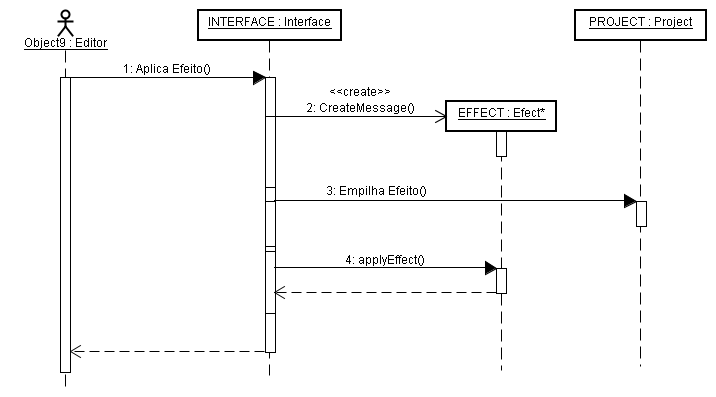 INTERFACE : Interface
PROJECT : Project
Object9 : Editor
1: Aplica Efeito()
<<create>>
2: CreateMessage()
EFFECT : Efect*
3: Empilha Efeito()
4: applyEffect()